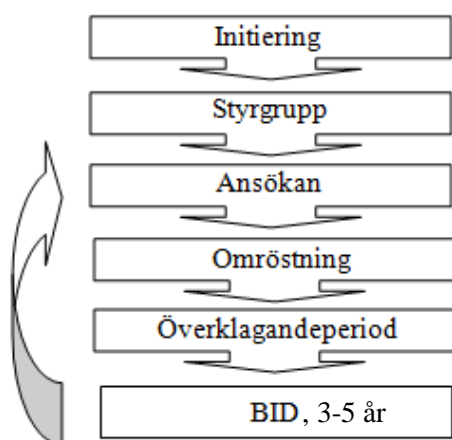 Initiering
Styrgrupp
Ansökan
Omröstning
Överklagandeperiod
BID, 3-5 år